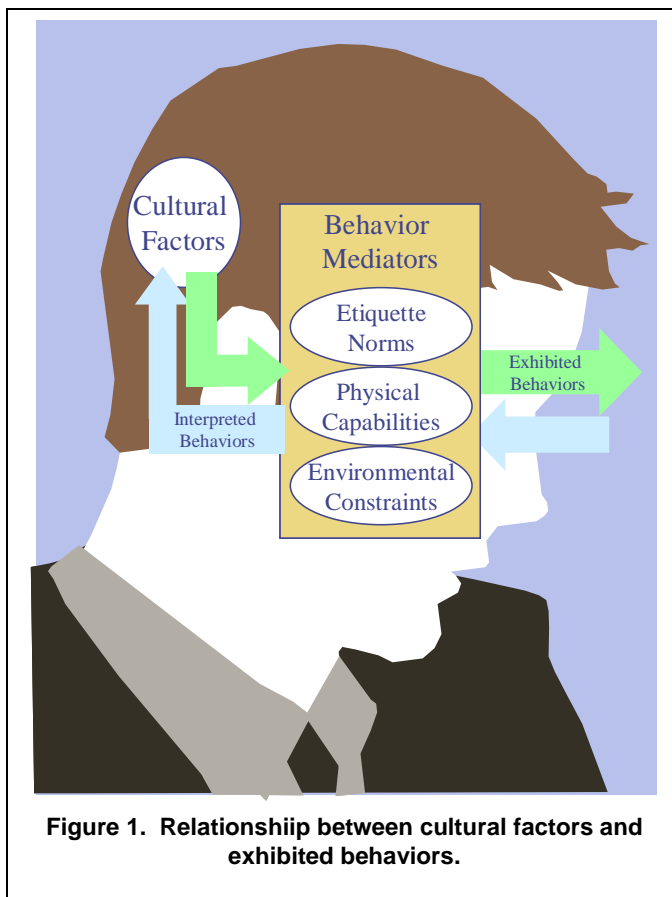 Cultural
Factors
Behavior
Mediators
Etiquette
Norms
Physical
Capabilities
Environmental
Constraints
Exhibited
Behaviors
Interpreted
Behaviors
Figure 1.  Relationshiip between cultural factors and
exhibited behaviors.